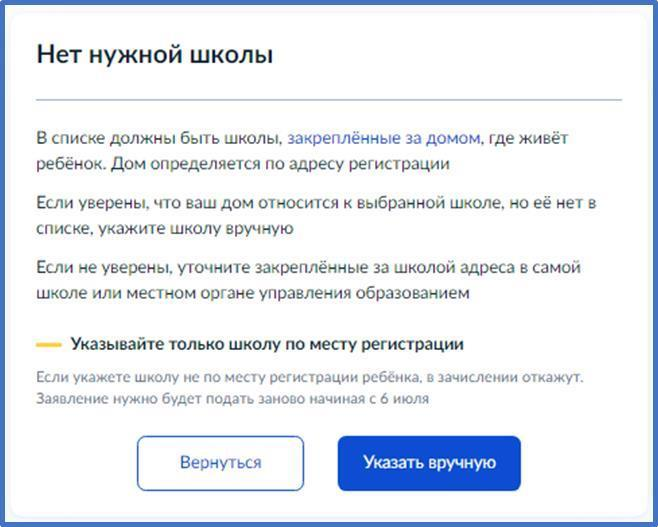 Нет нужной школы
В списке должны быть школы, закреплённые за домом, где живёт
ребёнок. Дом определяется по адресу регистрации
Если уверены, что ваш дом относится к выбранной школе, но её нет в
списке, укажите школу вручную
Если не уверены, уточните закреплённые за школой адреса в самой
школе или местном органе управления образованием
Указывайте только школу по месту регистрации
Если укажете школу не по месту регистрации ребёнка, в зачислении откажут.
Заявление нужно будет подать заново начиная с 6 июля
Вернуться
Указать вручную